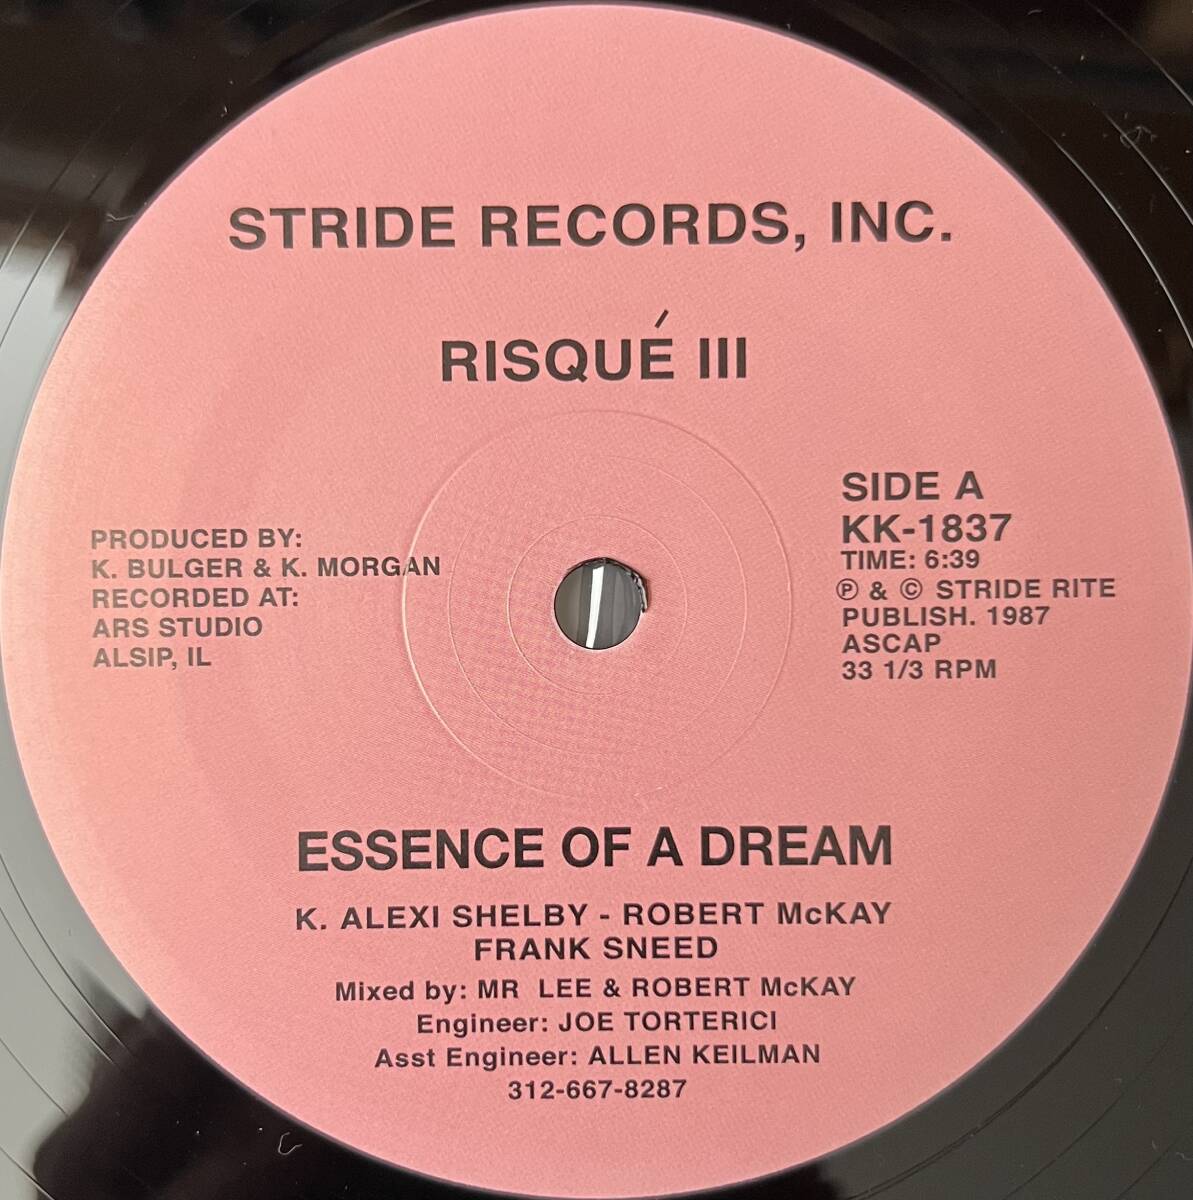 STRIDE RECORDS, INC.
RISQUÉ III
PRODUCED BY:
K. BULGER & K. MORGAN
RECORDED AT:
ARS STUDIO
ALSIP, IL
SIDE A
KK-1837
TIME: 6:39
℗ & © STRIDE RITE
PUBLISH. 1987
ASCAP
33 1/3 RPM
ESSENCE OF A DREAM
K. ALEXI SHELBY - ROBERT McKAY
FRANK SNEED
Mixed by: MR LEE & ROBERT McKAY
Engineer: JOE TORTERICI
Asst Engineer: ALLEN KEILMAN
312-667-8287